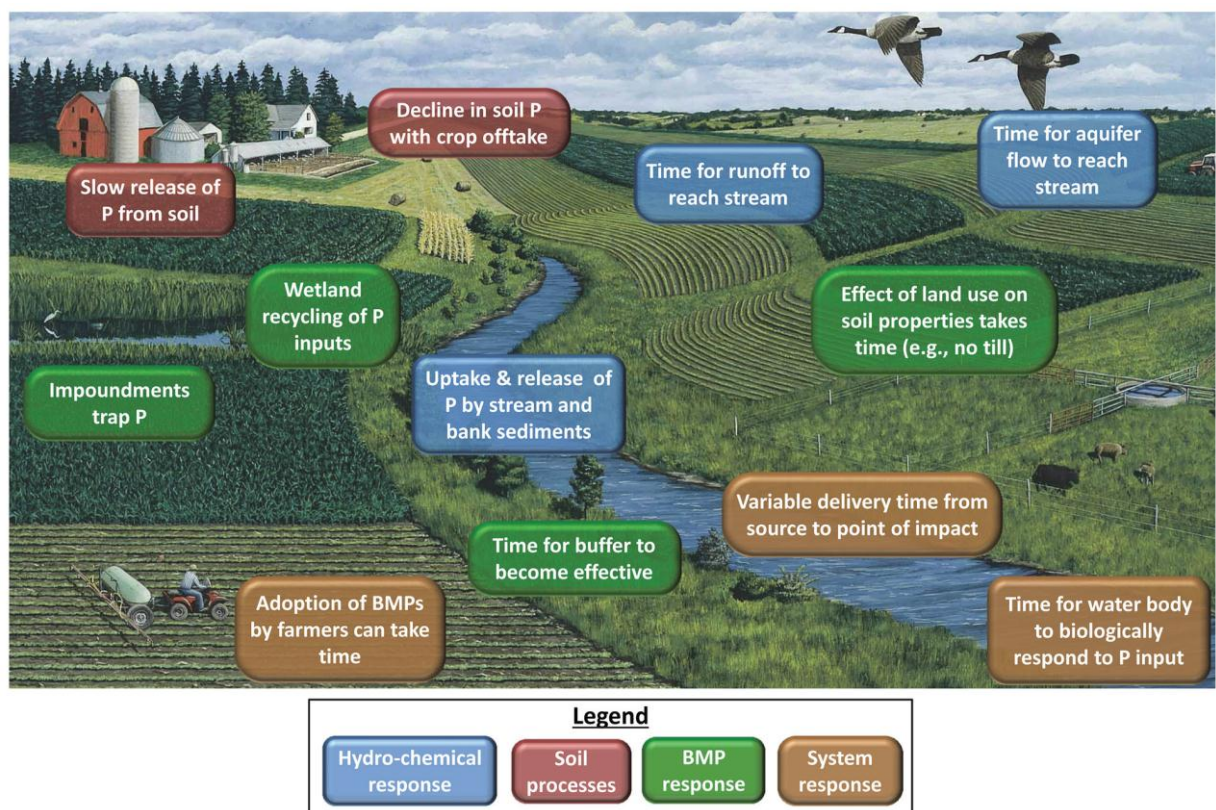 Decline in soil P
with crop offtake
Time for aquifer
flow to reach
stream
Time for runoff to
reach stream
Slow release of
P from soil
Wetland
recycling of P
inputs
Effect of land use on
soil properties takes
time (e.g., no till)
Impoundments
trap P
Uptake & release of
P by stream and
bank sediments
Variable delivery time from
source to point of impact
Time for buffer to
become effective
Adoption of BMPs
by farmers can take
time
Time for water body
to biologically
respond to P input
Legend
Hydro-chemical
response
Soil
processes
BMP
response
System
response